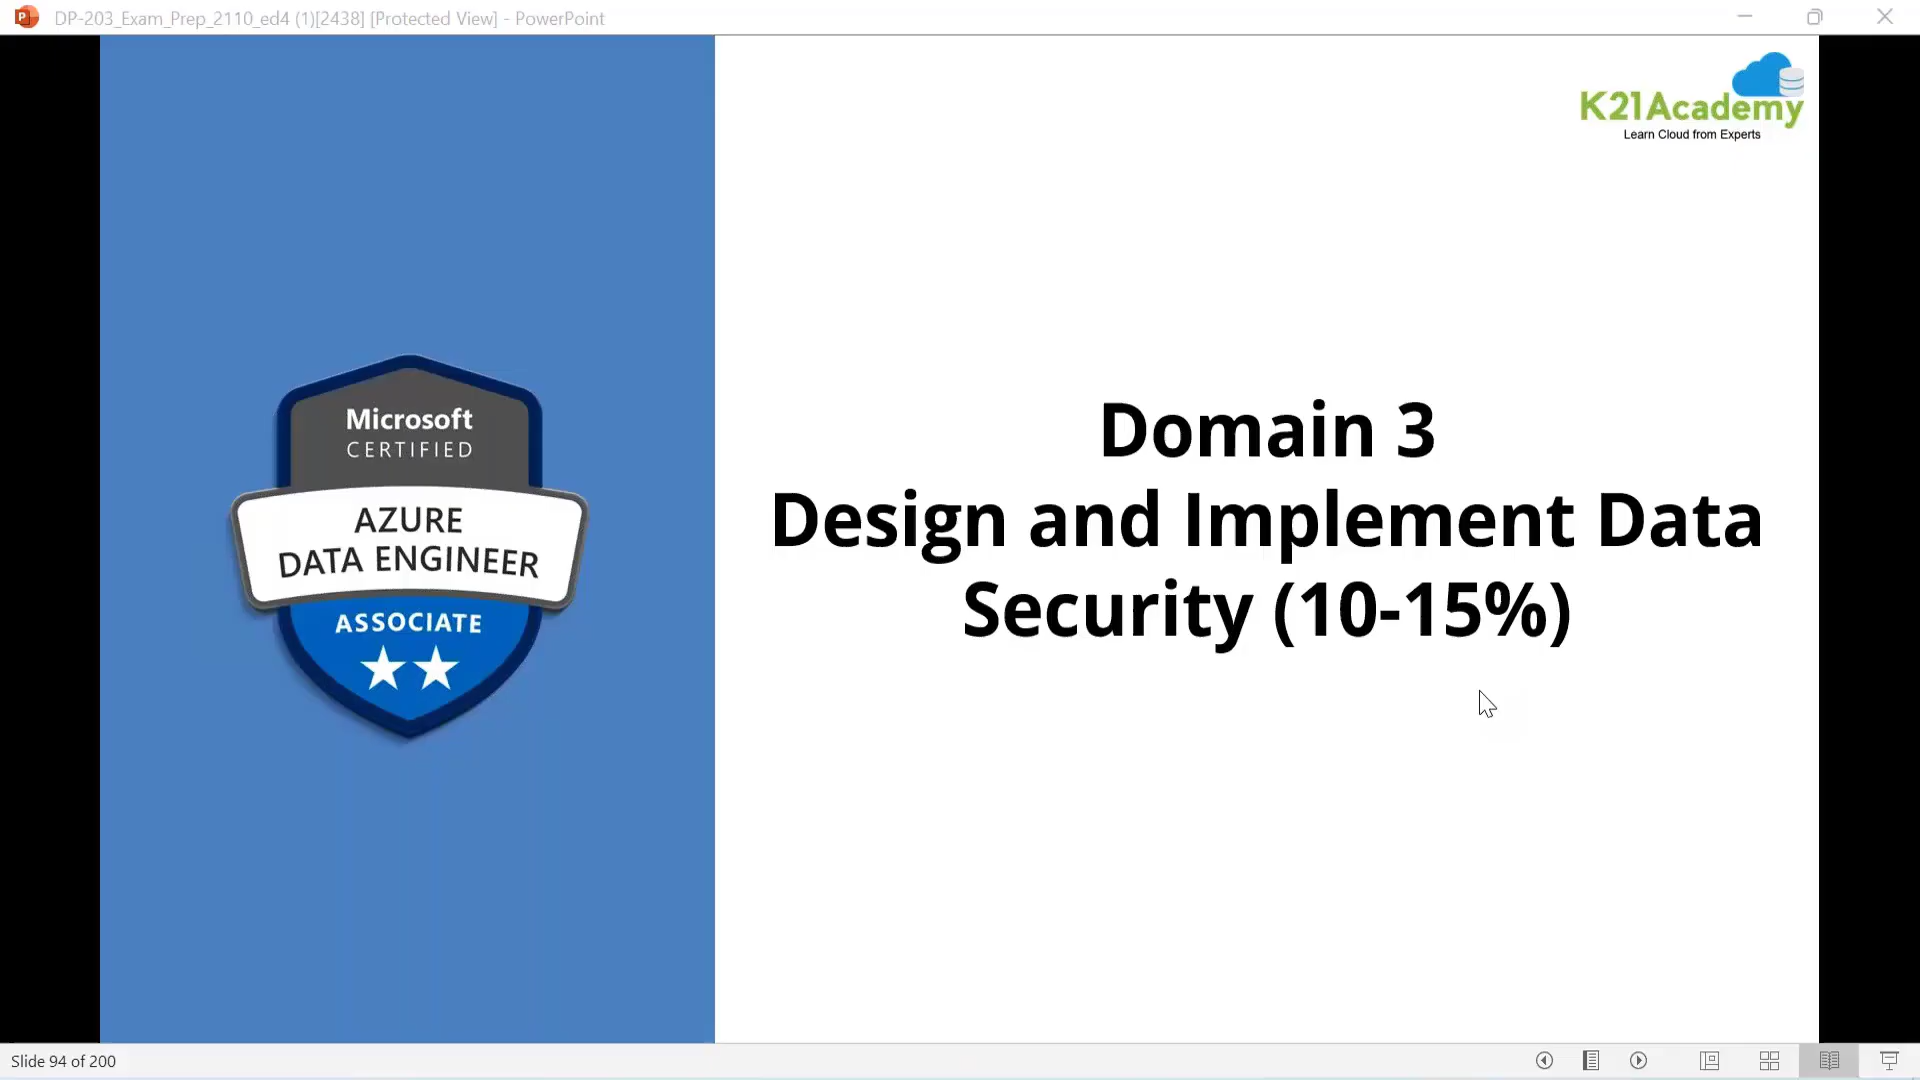 DP-203_Exam_Prep_2110_ed4 (1)[2438] [Protected View] - PowerPoint
K21Academy
Learn Cloud from Experts
Microsoft
CERTIFIED
AZURE
DATA ENGINEER
ASSOCIATE
Domain 3
Design and Implement Data
Security (10-15%)
Slide 94 of 200